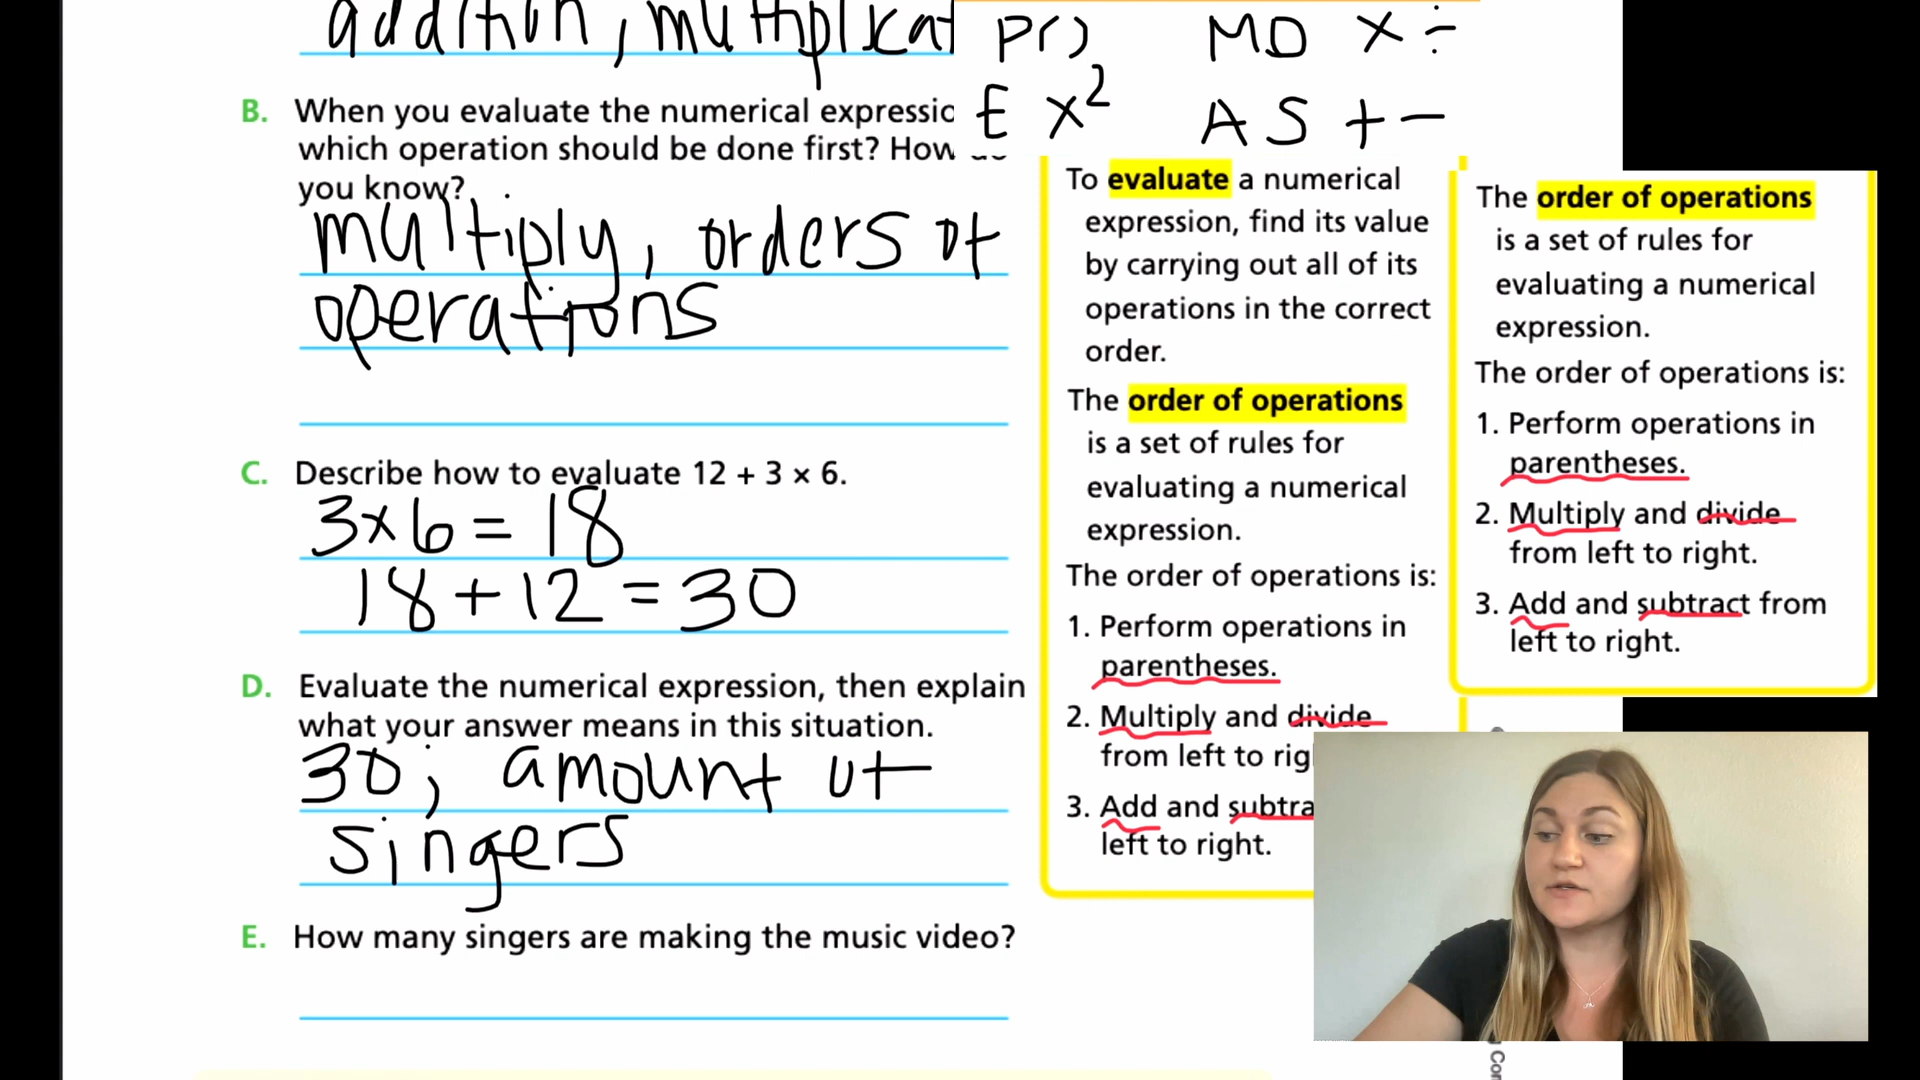 addition, multiplicat
P ( ) MD × ÷
E x² AS + −
B. When you evaluate the numerical expressio
which operation should be done first? How do
you know?
multiply, orders of
operations
C. Describe how to evaluate 12 + 3 × 6.
3×6 = 18
18 + 12 = 30
D. Evaluate the numerical expression, then explain
what your answer means in this situation.
30; amount of
singers
E. How many singers are making the music video?
To evaluate a numerical
expression, find its value
by carrying out all of its
operations in the correct
order.
The order of operations
is a set of rules for
evaluating a numerical
expression.
The order of operations is:
1. Perform operations in
parentheses.
2. Multiply and divide
from left to rig
3. Add and subtra
left to right.
The order of operations
is a set of rules for
evaluating a numerical
expression.
The order of operations is:
1. Perform operations in
parentheses.
2. Multiply and divide
from left to right.
3. Add and subtract from
left to right.
Con